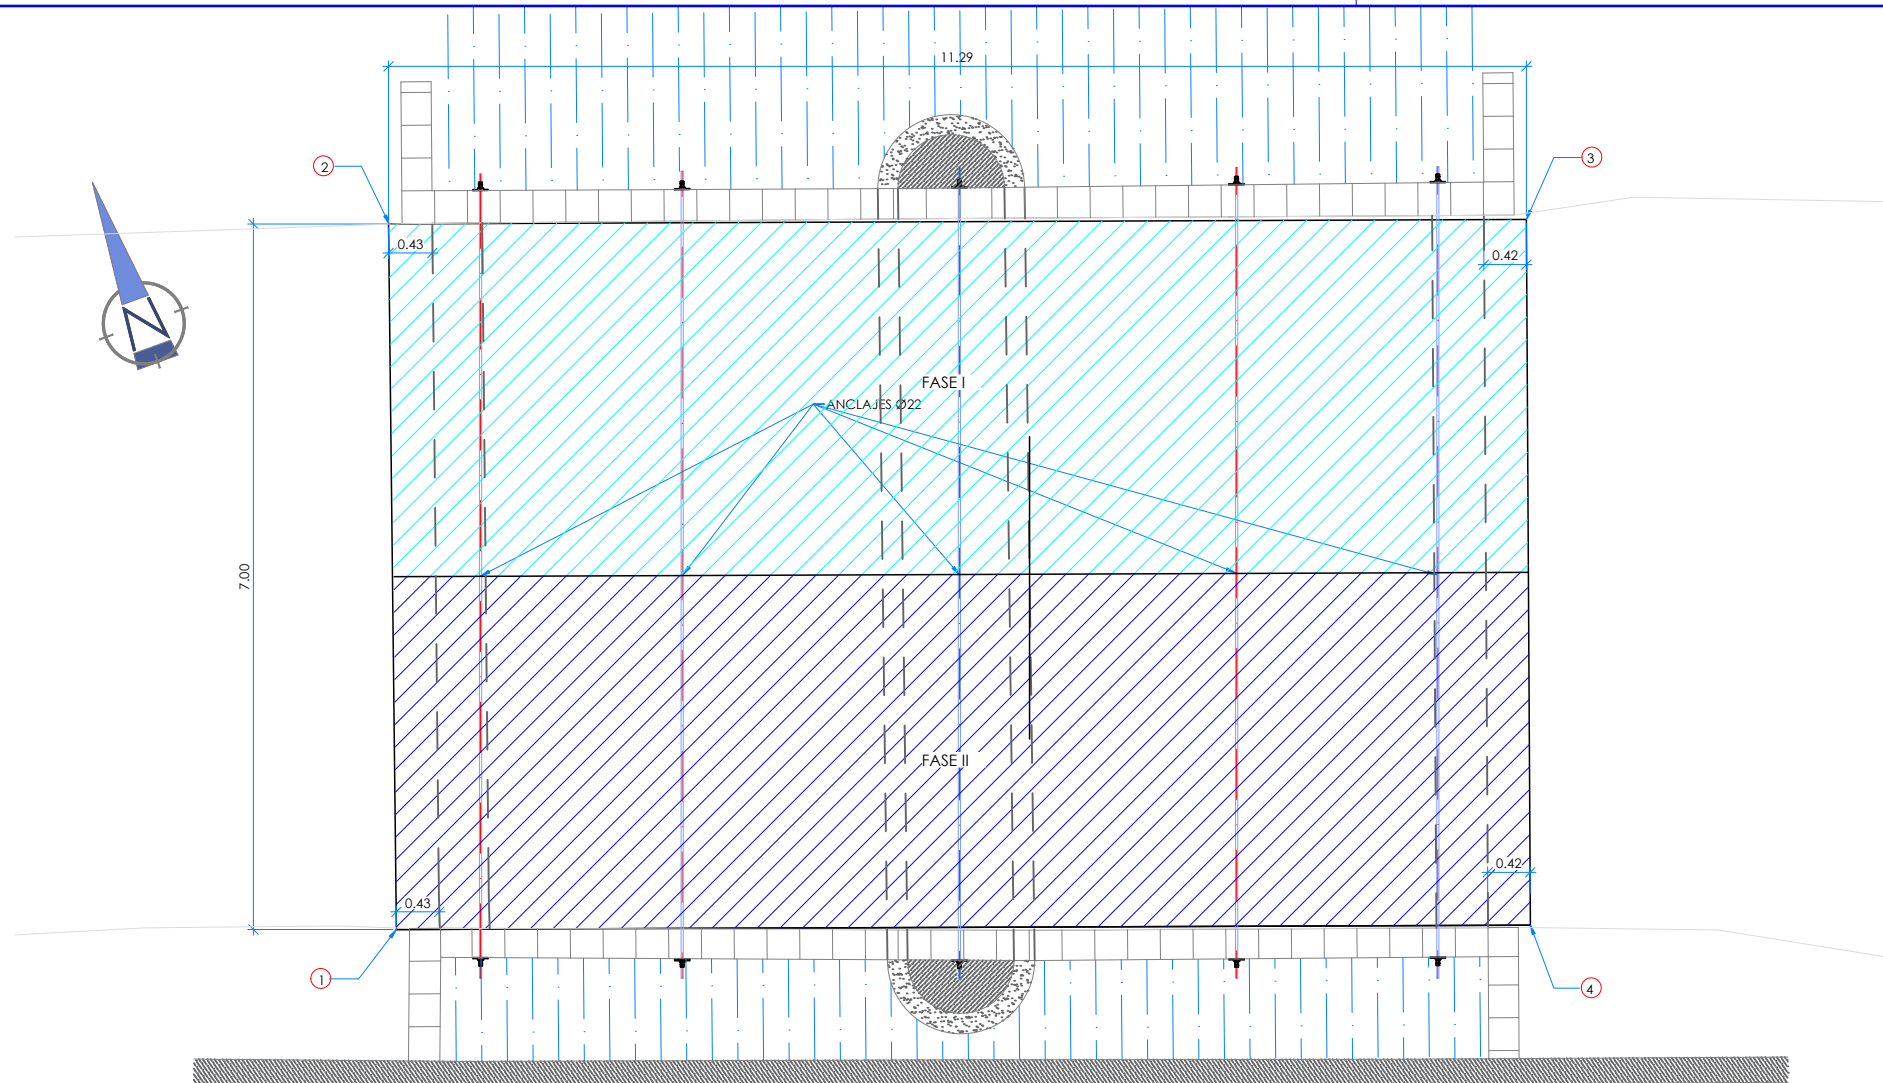 11.29
2
3
0.43
0.42
N
FASE I
ANCLAJES Ø22
7.00
FASE II
0.42
0.43
1
4